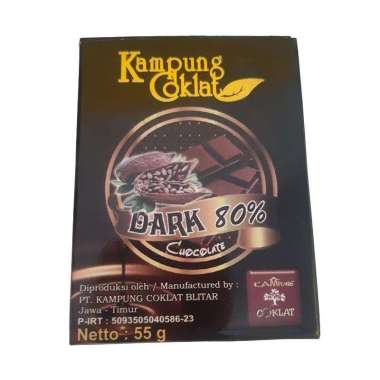 Kampung
Coklat
DARK 80%
CHOCOLATE
Diproduksi oleh / Manufactured by :
PT. KAMPUNG COKLAT BLITAR
Jawa - Timur
P-IRT : 5093505040586-23
Netto : 55 g
KAMPUNG
COKLAT